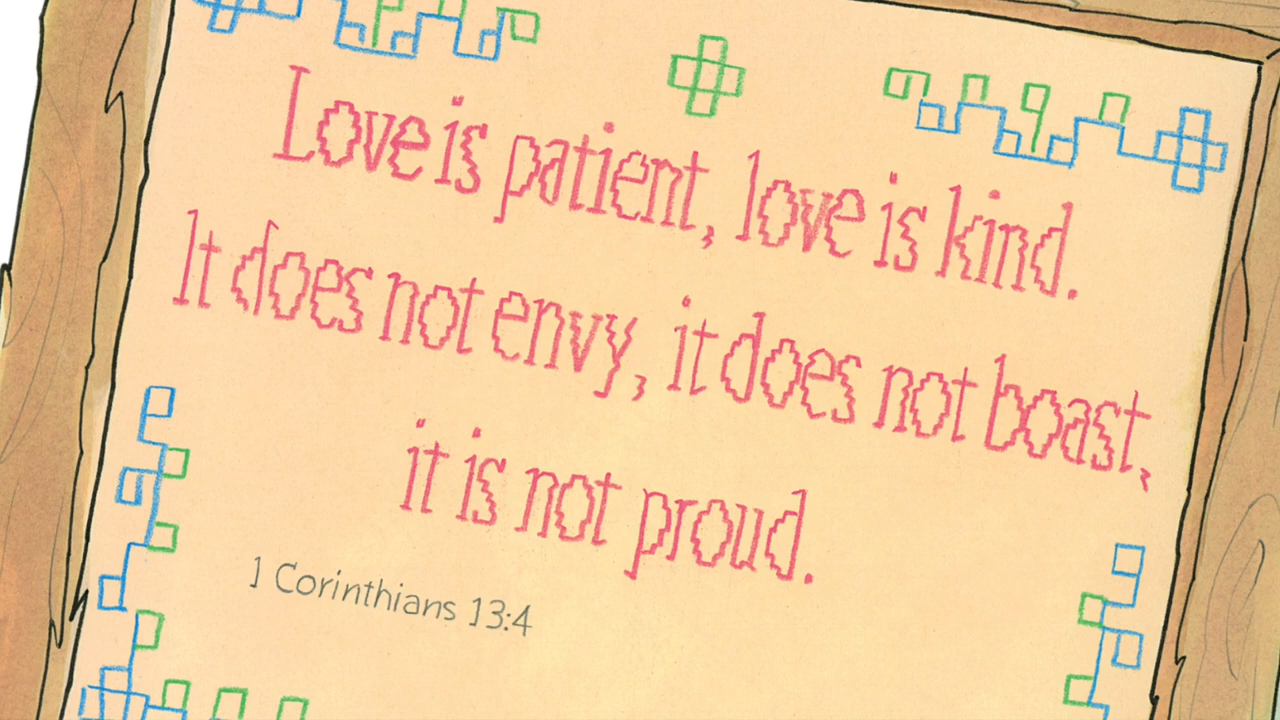 Love is patient, love is kind.
It does not envy, it does not boast,
it is not proud.
1 Corinthians 13:4